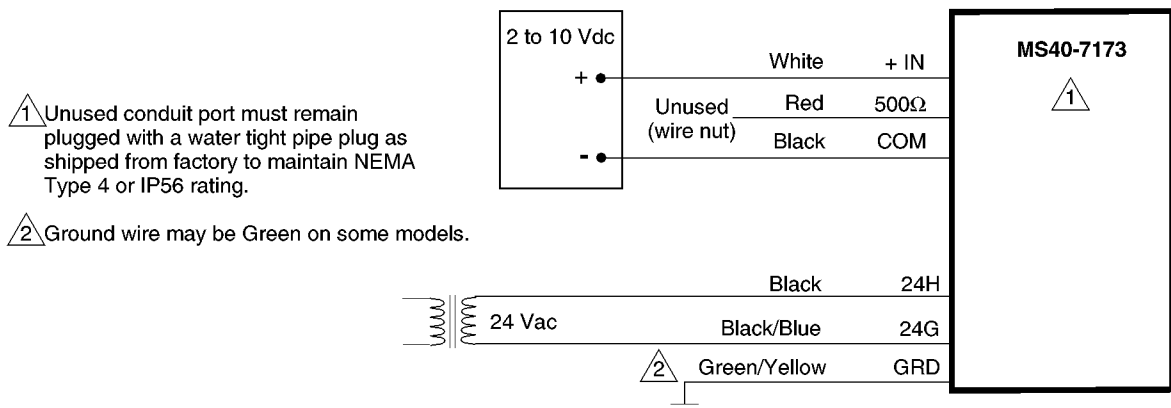 2 to 10 Vdc
+
-
White + IN
Red 500Ω
Unused
(wire nut)
Black COM
MS40-7173
1
1 Unused conduit port must remain
plugged with a water tight pipe plug as
shipped from factory to maintain NEMA
Type 4 or IP56 rating.
2 Ground wire may be Green on some models.
24 Vac
Black 24H
Black/Blue 24G
2 Green/Yellow GRD